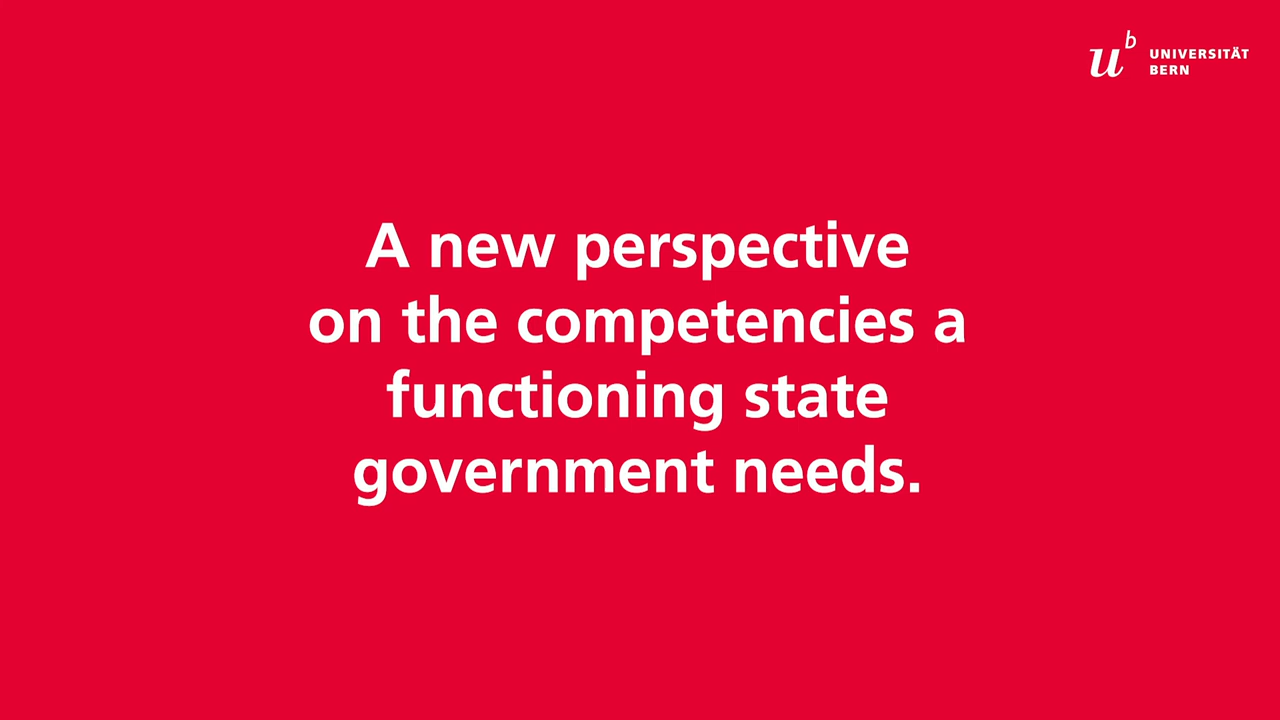 u b UNIVERSITÄT
BERN
A new perspective
on the competencies a
functioning state
government needs.